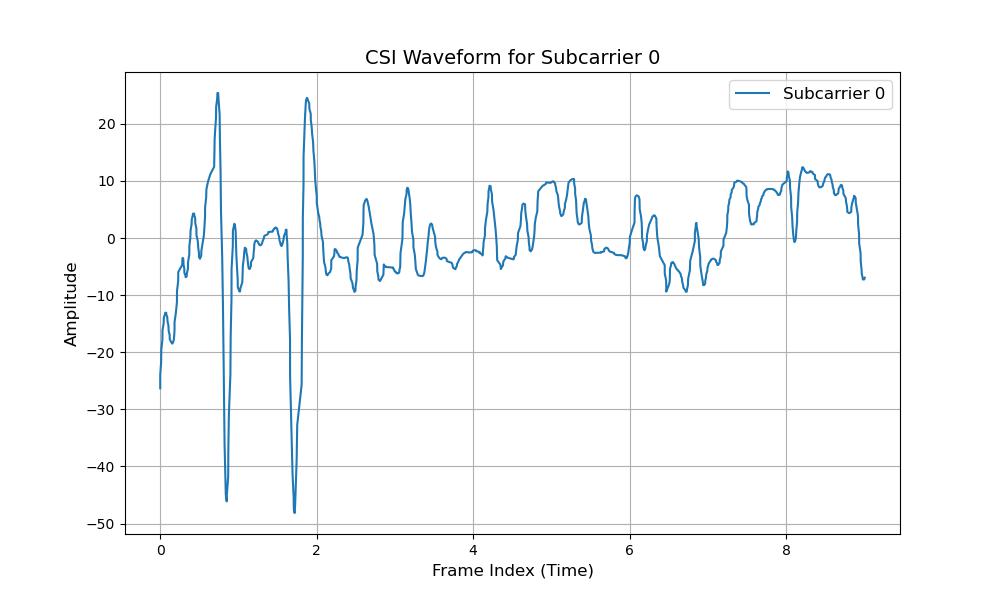 CSI Waveform for Subcarrier 0
Subcarrier 0
20
10
0
−10
−20
−30
−40
−50
Amplitude
0 2 4 6 8
Frame Index (Time)